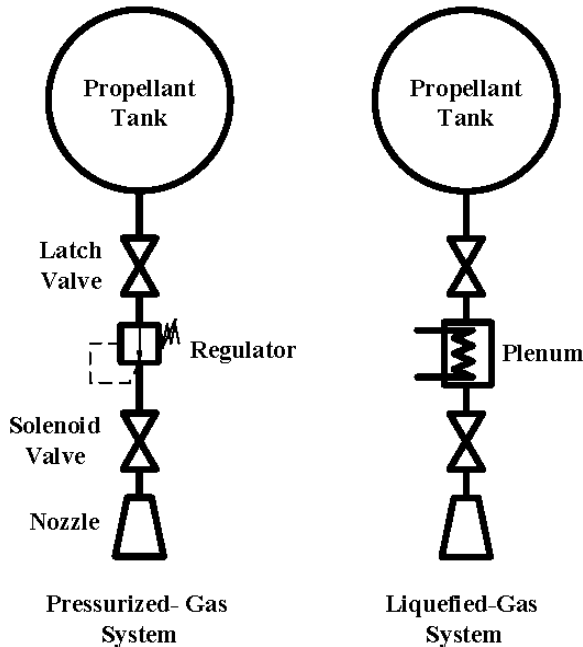 Propellant
Tank
Propellant
Tank
Latch
Valve
Regulator
Plenum
Solenoid
Valve
Nozzle
Pressurized- Gas
System
Liquefied-Gas
System